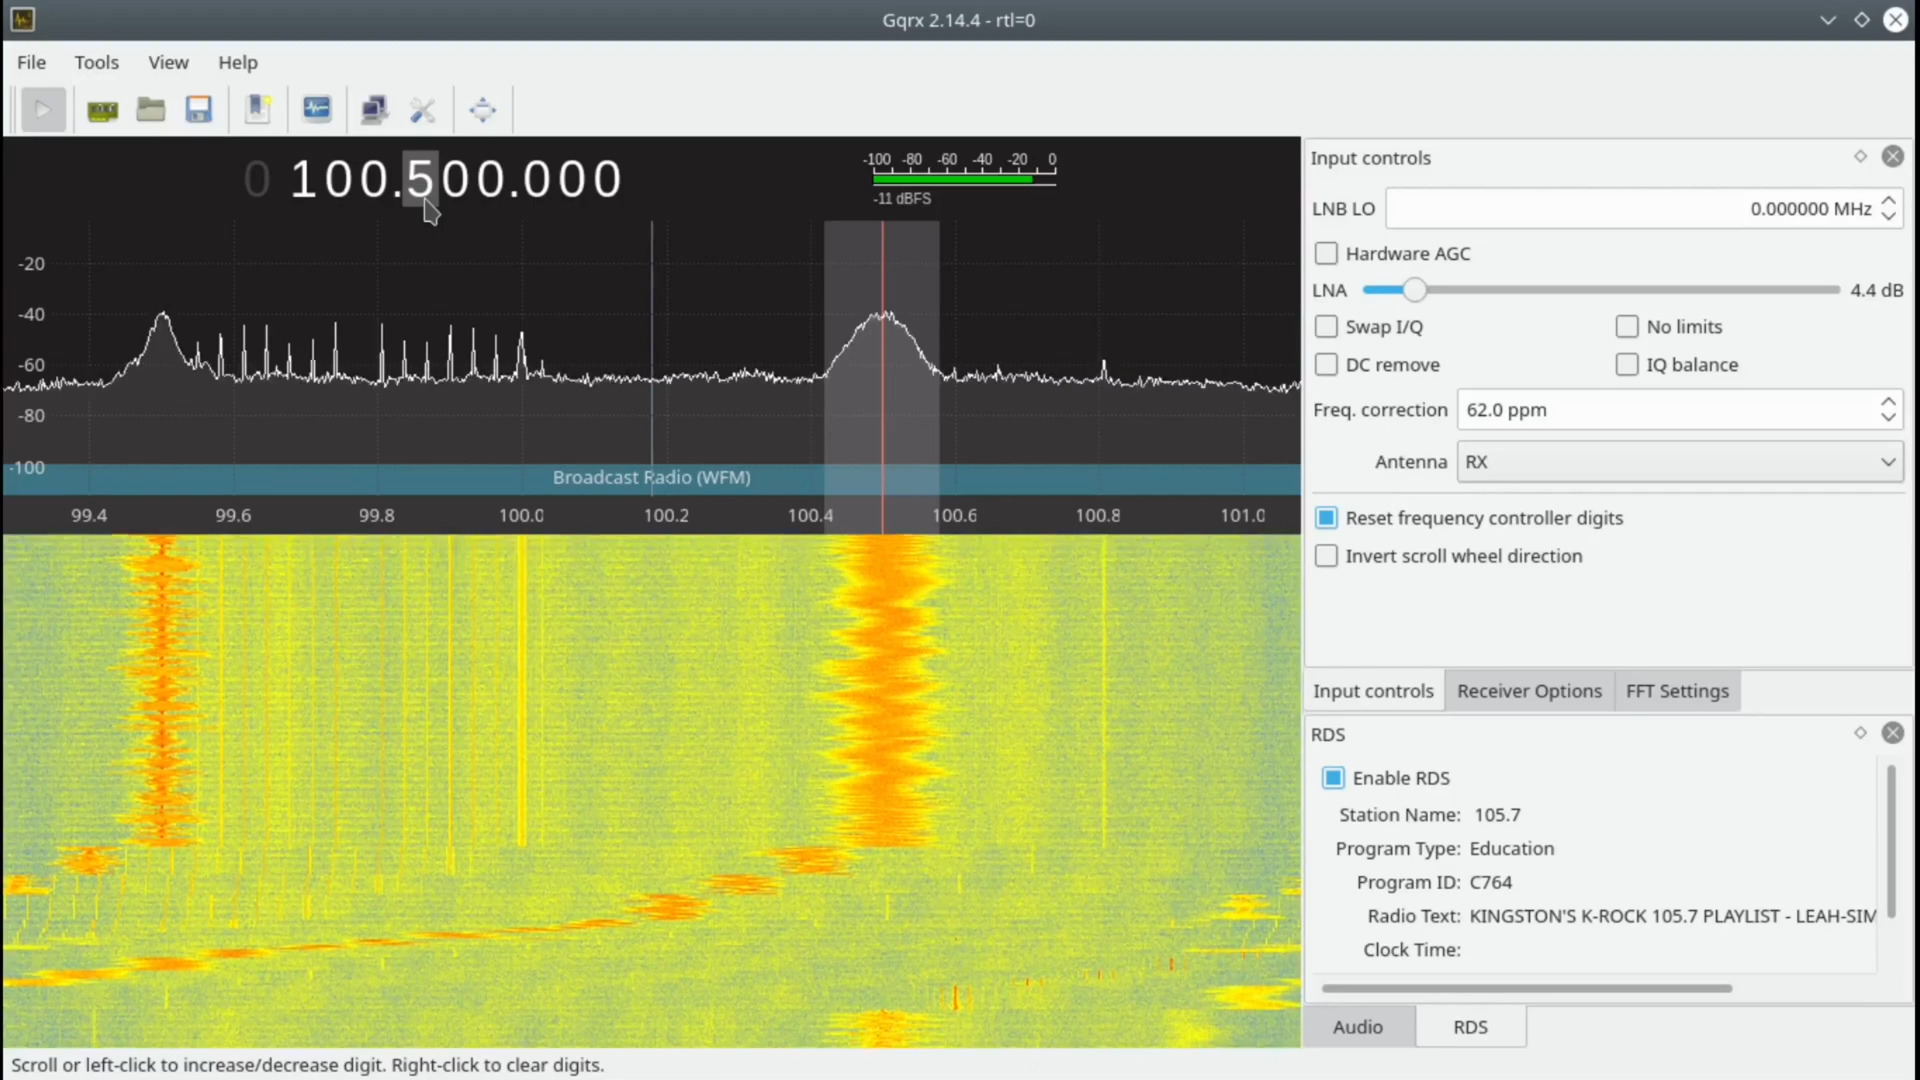 Gqrx 2.14.4 - rtl=0
File Tools View Help
0 100.500.000
-100 -80 -60 -40 -20 0
-11 dBFS
-20
-40
-60
-80
-100
Broadcast Radio (WFM)
99.4 99.6 99.8 100.0 100.2 100.4 100.6 100.8 101.0
Input controls
LNB LO 0.000000 MHz
Hardware AGC
LNA 4.4 dB
Swap I/Q No limits
DC remove IQ balance
Freq. correction 62.0 ppm
Antenna RX
Reset frequency controller digits
Invert scroll wheel direction
Input controls Receiver Options FFT Settings
RDS
Enable RDS
Station Name: 105.7
Program Type: Education
Program ID: C764
Radio Text: KINGSTON'S K-ROCK 105.7 PLAYLIST - LEAH-SIM
Clock Time:
Audio RDS
Scroll or left-click to increase/decrease digit. Right-click to clear digits.